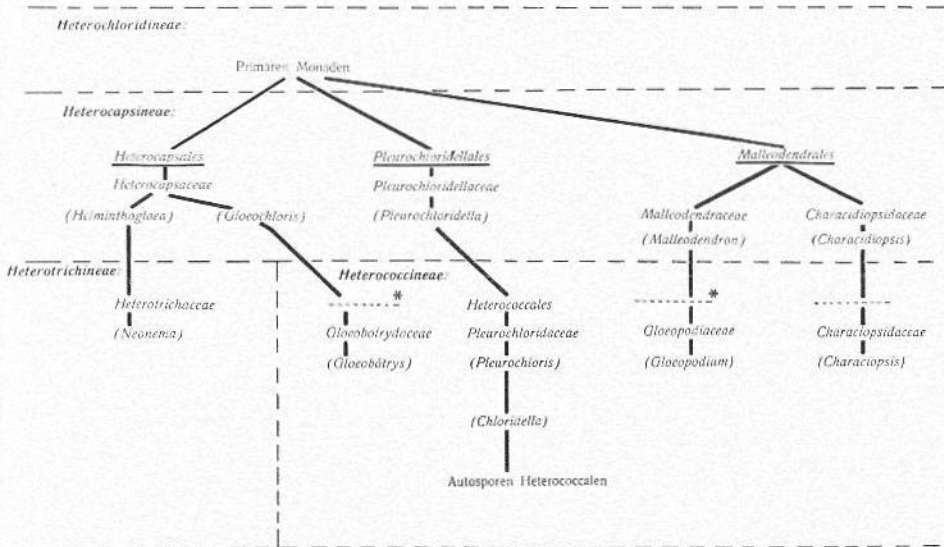 Heterochloridineae:
Primären Monaden
Heterocapsineae:
Heterocapsales Pleurochloridellales Malleodendrales
Heterocapsaceae Pleurochloridellaceae
(Helminthogloea) (Gloeochloris) (Pleurochloridella) Malleodendraceae Characidiopsidaceae
(Malleodendron) (Characidiopsis)
Heterotrichineae: Heterococcineae:
Heterotrichaceae * Heterococcales *
(Neonema) Gloeobotrydaceae Pleurochloridaceae Gloeopodiaceae Characiopsidaceae
(Gloeobotrys) (Pleurochloris) (Gloeopodium) (Characiopsis)
(Chloridella)
Autosporen Heterococcalen